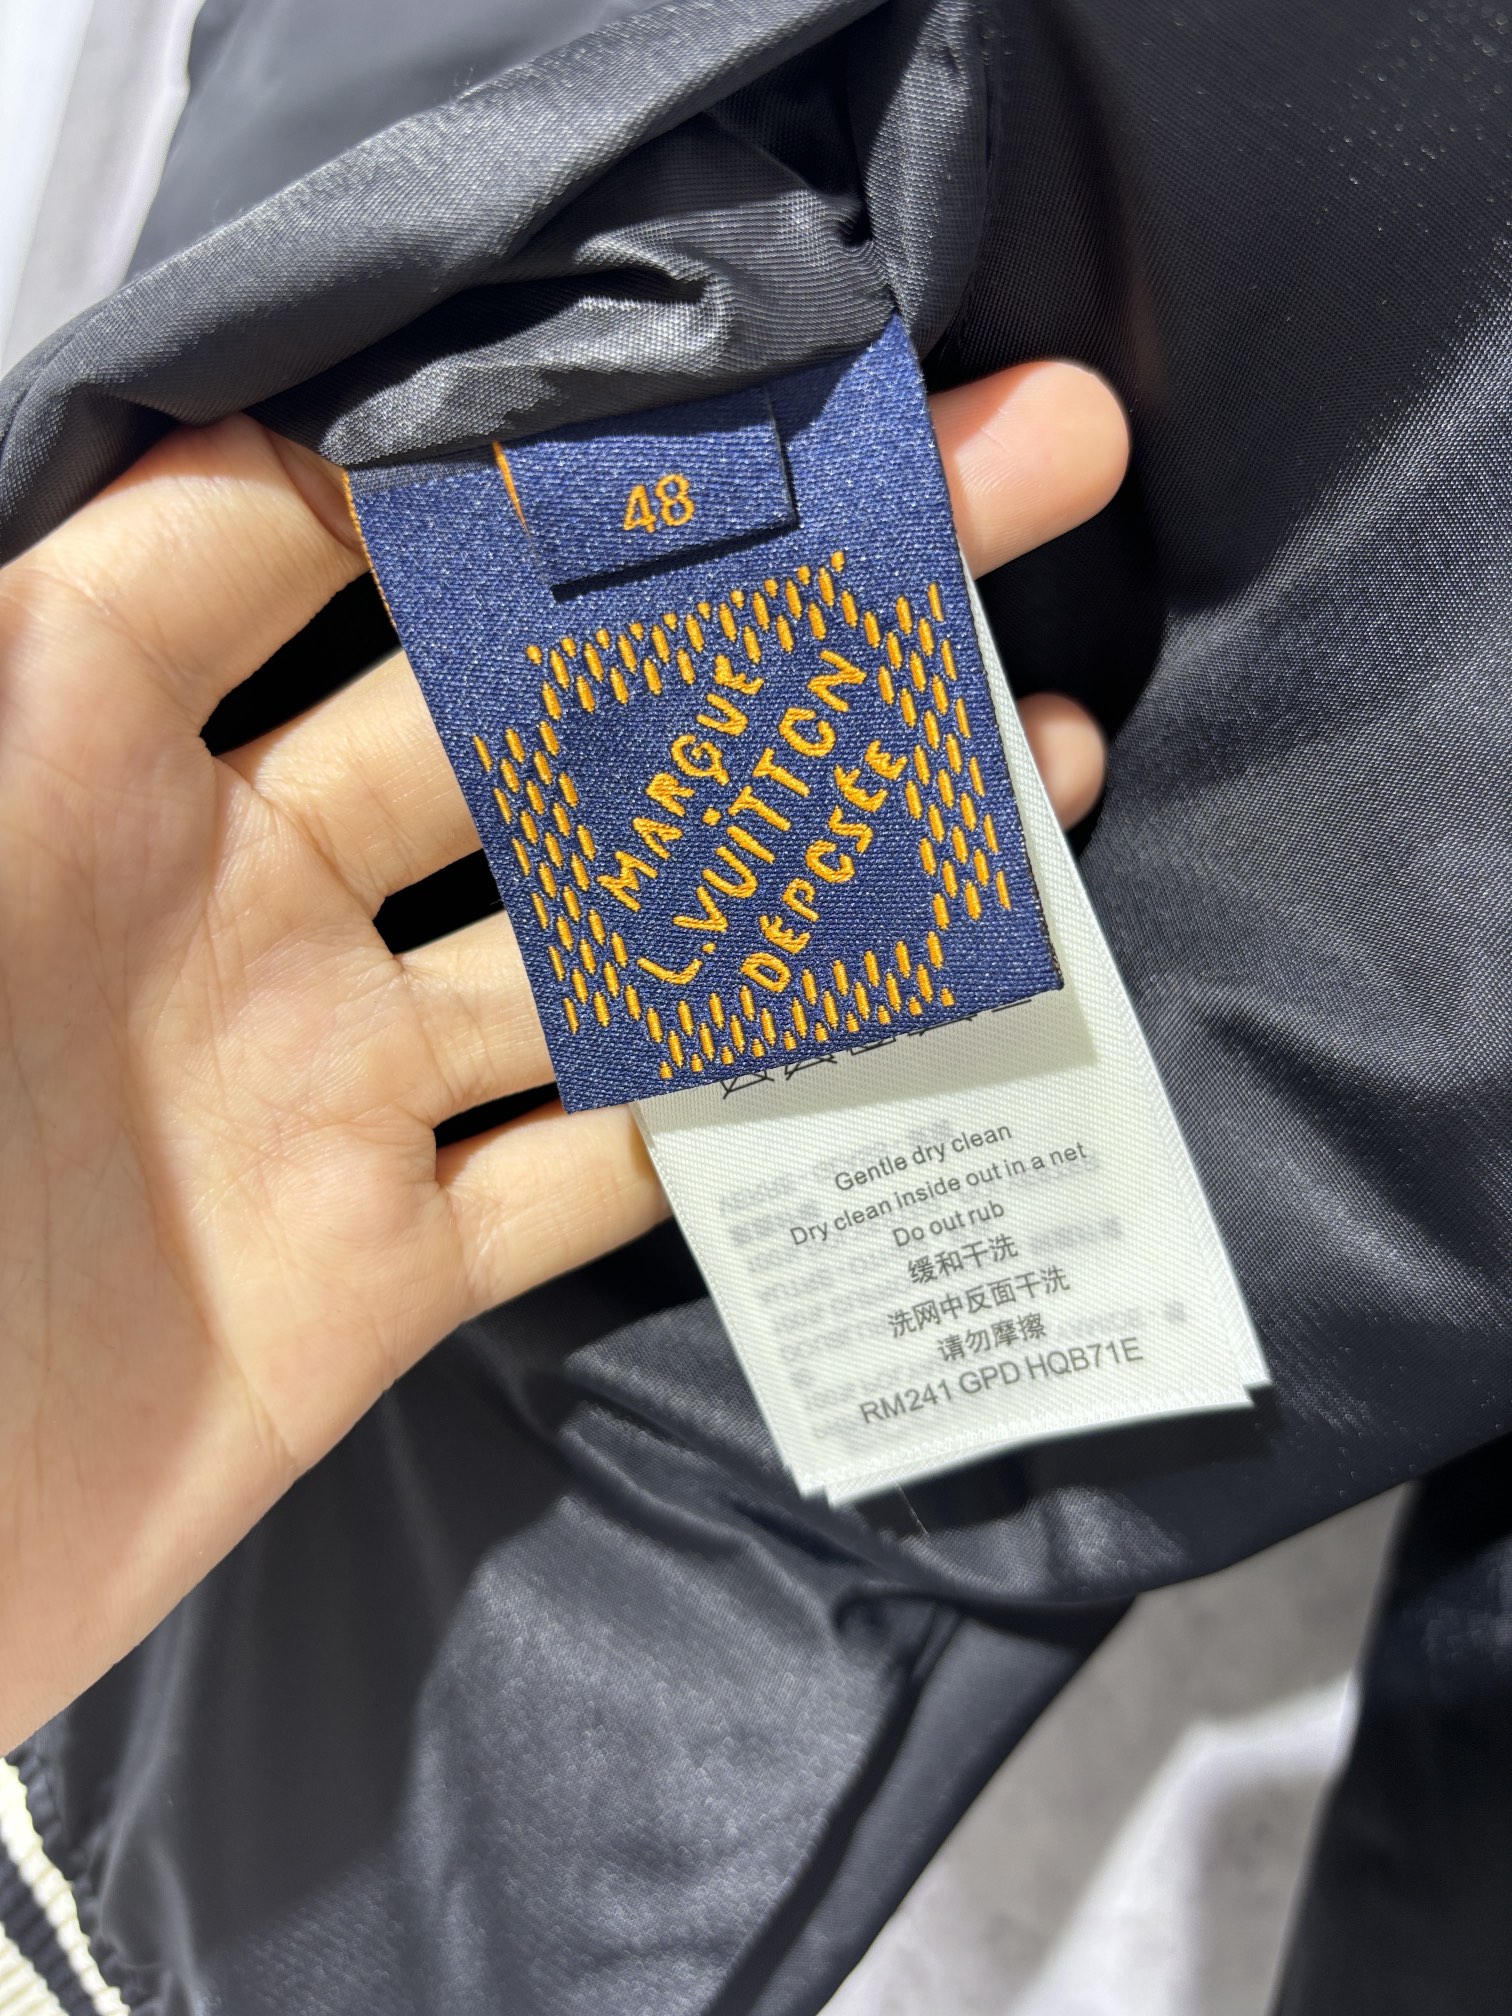 48
MARQUE
L.VUITTON
DEPOSÉE
Gentle dry clean
Dry clean inside out in a net
Do out rub
缓和干洗
洗网中反面干洗
请勿摩擦
RM241 GPD HQB71E